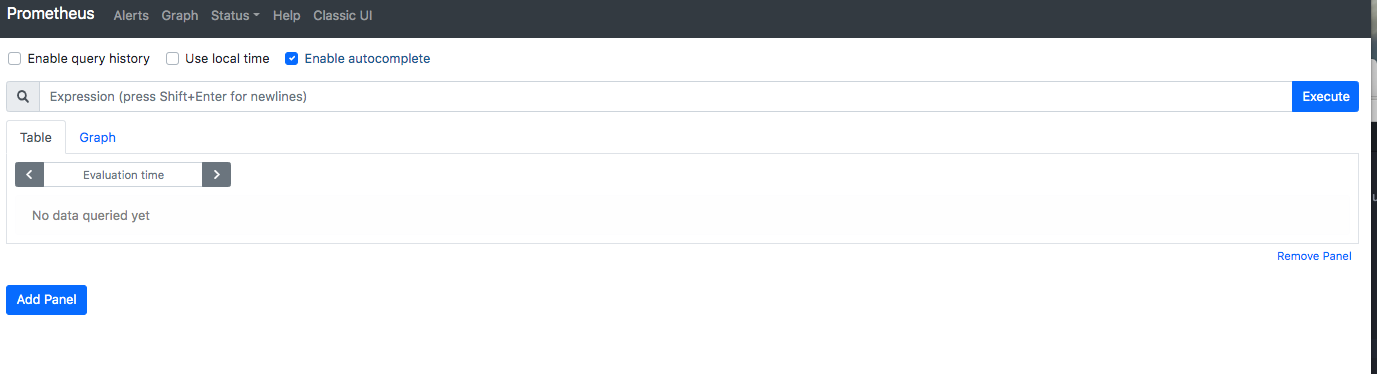 Prometheus Alerts Graph Status Help Classic UI
Enable query history Use local time Enable autocomplete
Expression (press Shift+Enter for newlines) Execute
Table Graph
Evaluation time
No data queried yet
Remove Panel
Add Panel